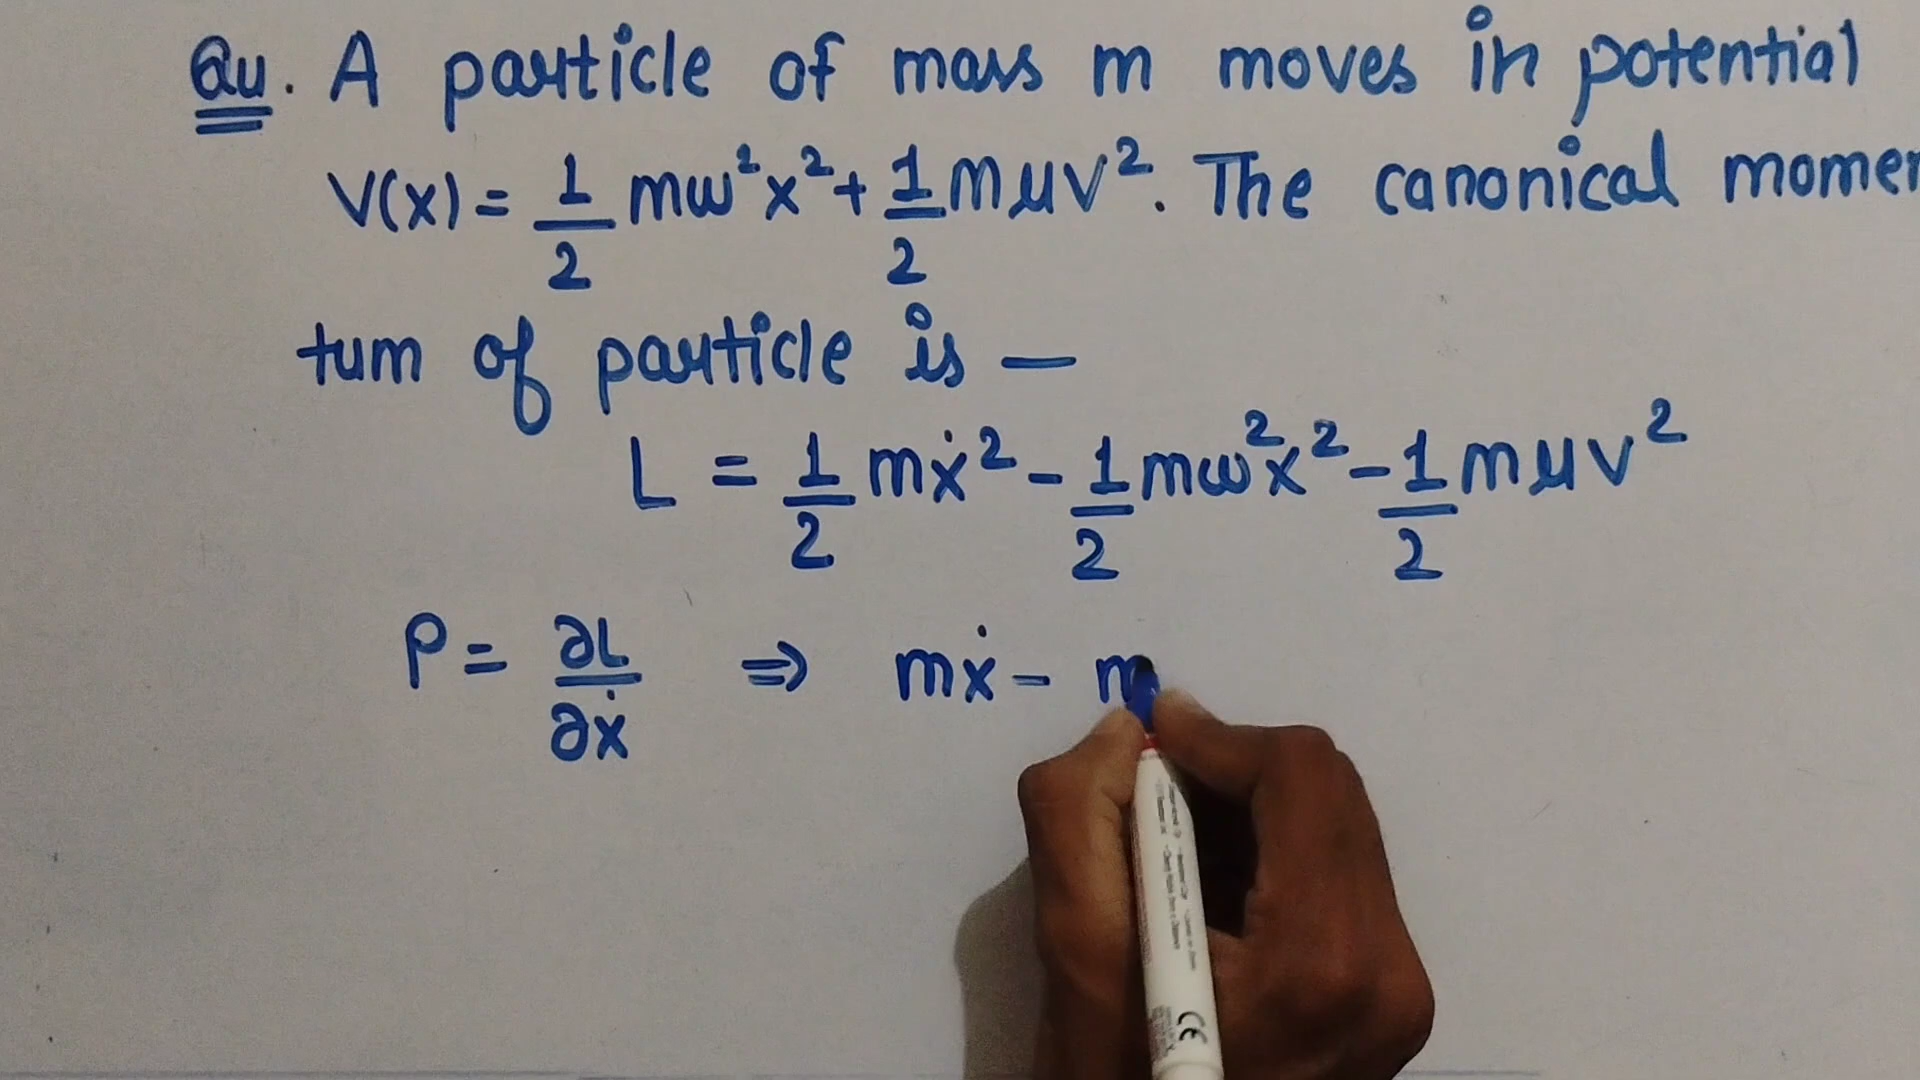 Qu. A particle of mass m moves in potential
V(x) = 1/2 mω²x² + 1/2 mμv². The canonical momen
tum of particle is —
L = 1/2 mẋ² - 1/2 mω²x² - 1/2 mμv²
P = ∂L/∂ẋ ⇒ mẋ - m
CE